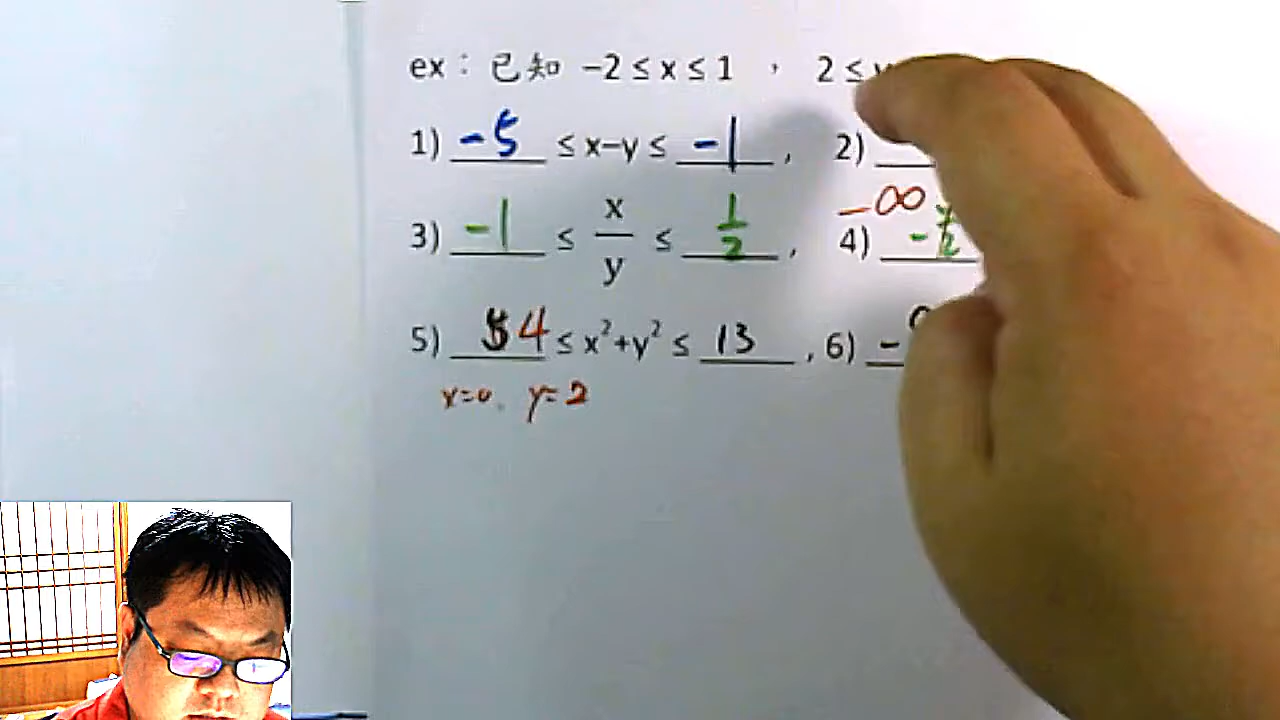 ex：已知 -2 ≤ x ≤ 1 ， 2 ≤
1) -5 ≤ x-y ≤ -1 , 2)
3) -1 ≤ x/y ≤ 1/2 , 4) -∞
5) 4 ≤ x²+y² ≤ 13 , 6) -
x=0, y=2